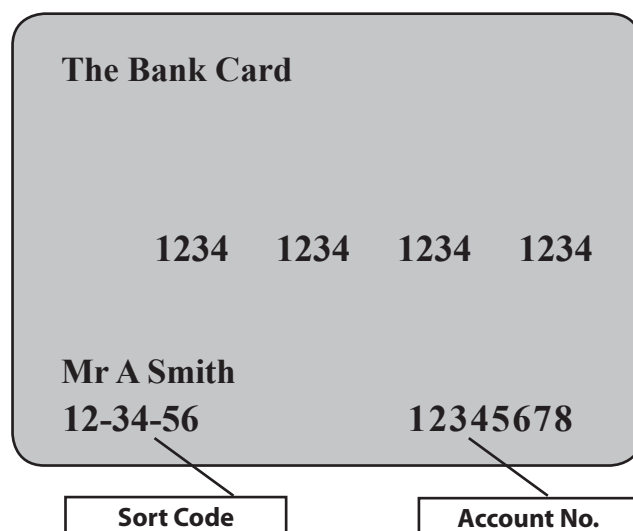 The Bank Card
1234 1234 1234 1234
Mr A Smith
12-34-56 12345678
Sort Code Account No.